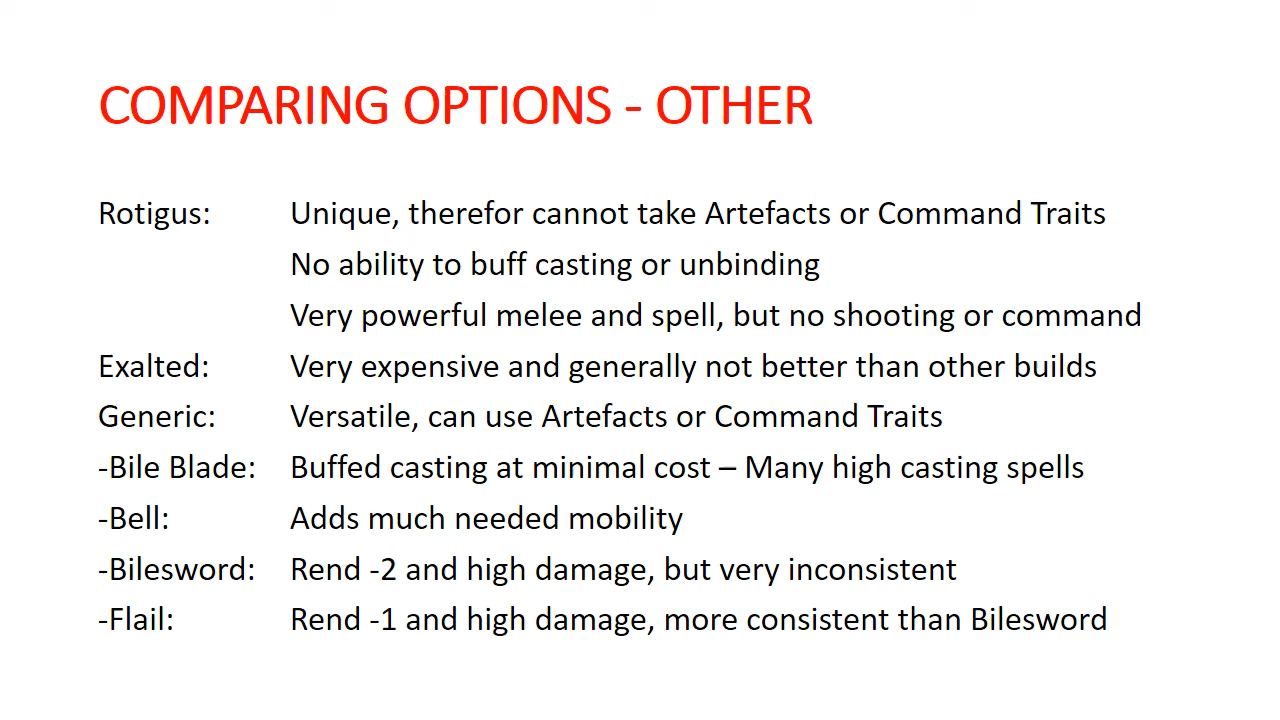 COMPARING OPTIONS - OTHER
Rotigus: Unique, therefor cannot take Artefacts or Command Traits
No ability to buff casting or unbinding
Very powerful melee and spell, but no shooting or command
Exalted: Very expensive and generally not better than other builds
Generic: Versatile, can use Artefacts or Command Traits
-Bile Blade: Buffed casting at minimal cost – Many high casting spells
-Bell: Adds much needed mobility
-Bilesword: Rend -2 and high damage, but very inconsistent
-Flail: Rend -1 and high damage, more consistent than Bilesword